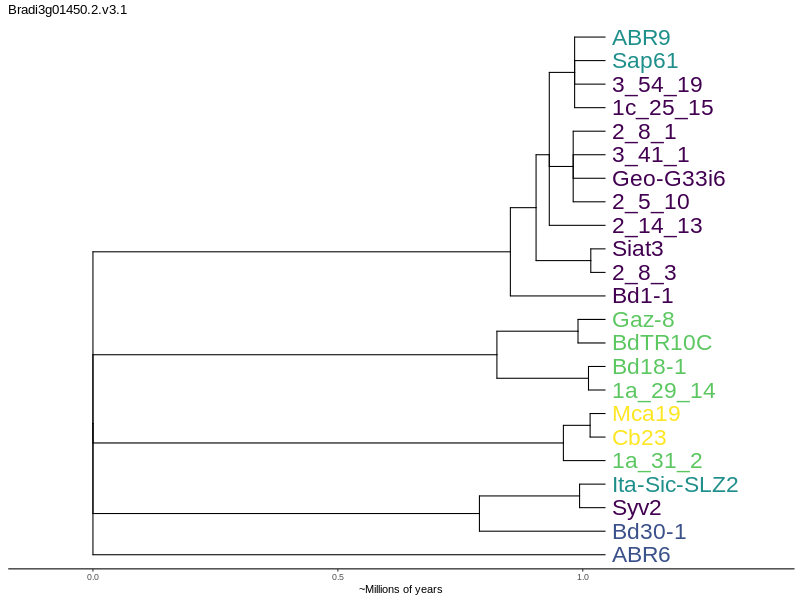 Bradi3g01450.2.v3.1
ABR9
Sap61
3_54_19
1c_25_15
2_8_1
3_41_1
Geo-G33i6
2_5_10
2_14_13
Siat3
2_8_3
Bd1-1
Gaz-8
BdTR10C
Bd18-1
1a_29_14
Mca19
Cb23
1a_31_2
Ita-Sic-SLZ2
Syv2
Bd30-1
ABR6
0.0 0.5 1.0
~Millions of years